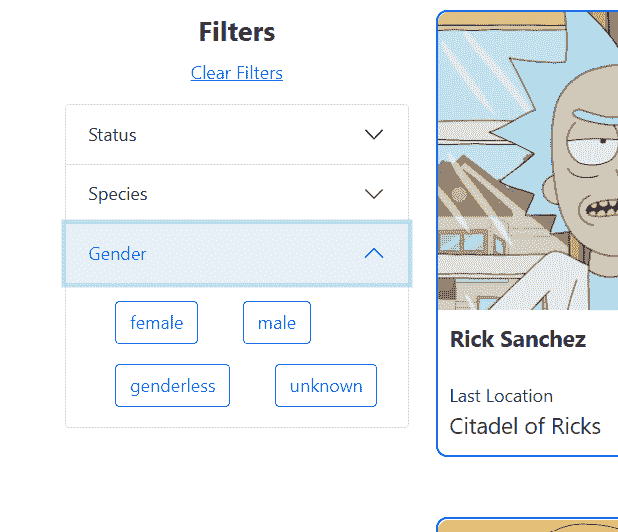 Filters
Clear Filters
Status
Species
Gender
female male
genderless unknown
Rick Sanchez
Last Location
Citadel of Ricks